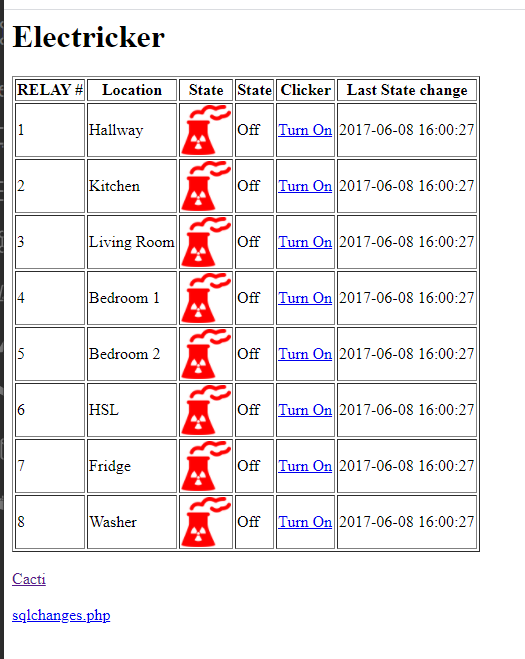 Electricker
RELAY # Location State State Clicker Last State change
1 Hallway Off Turn On 2017-06-08 16:00:27
2 Kitchen Off Turn On 2017-06-08 16:00:27
3 Living Room Off Turn On 2017-06-08 16:00:27
4 Bedroom 1 Off Turn On 2017-06-08 16:00:27
5 Bedroom 2 Off Turn On 2017-06-08 16:00:27
6 HSL Off Turn On 2017-06-08 16:00:27
7 Fridge Off Turn On 2017-06-08 16:00:27
8 Washer Off Turn On 2017-06-08 16:00:27
Cacti
sqlchanges.php